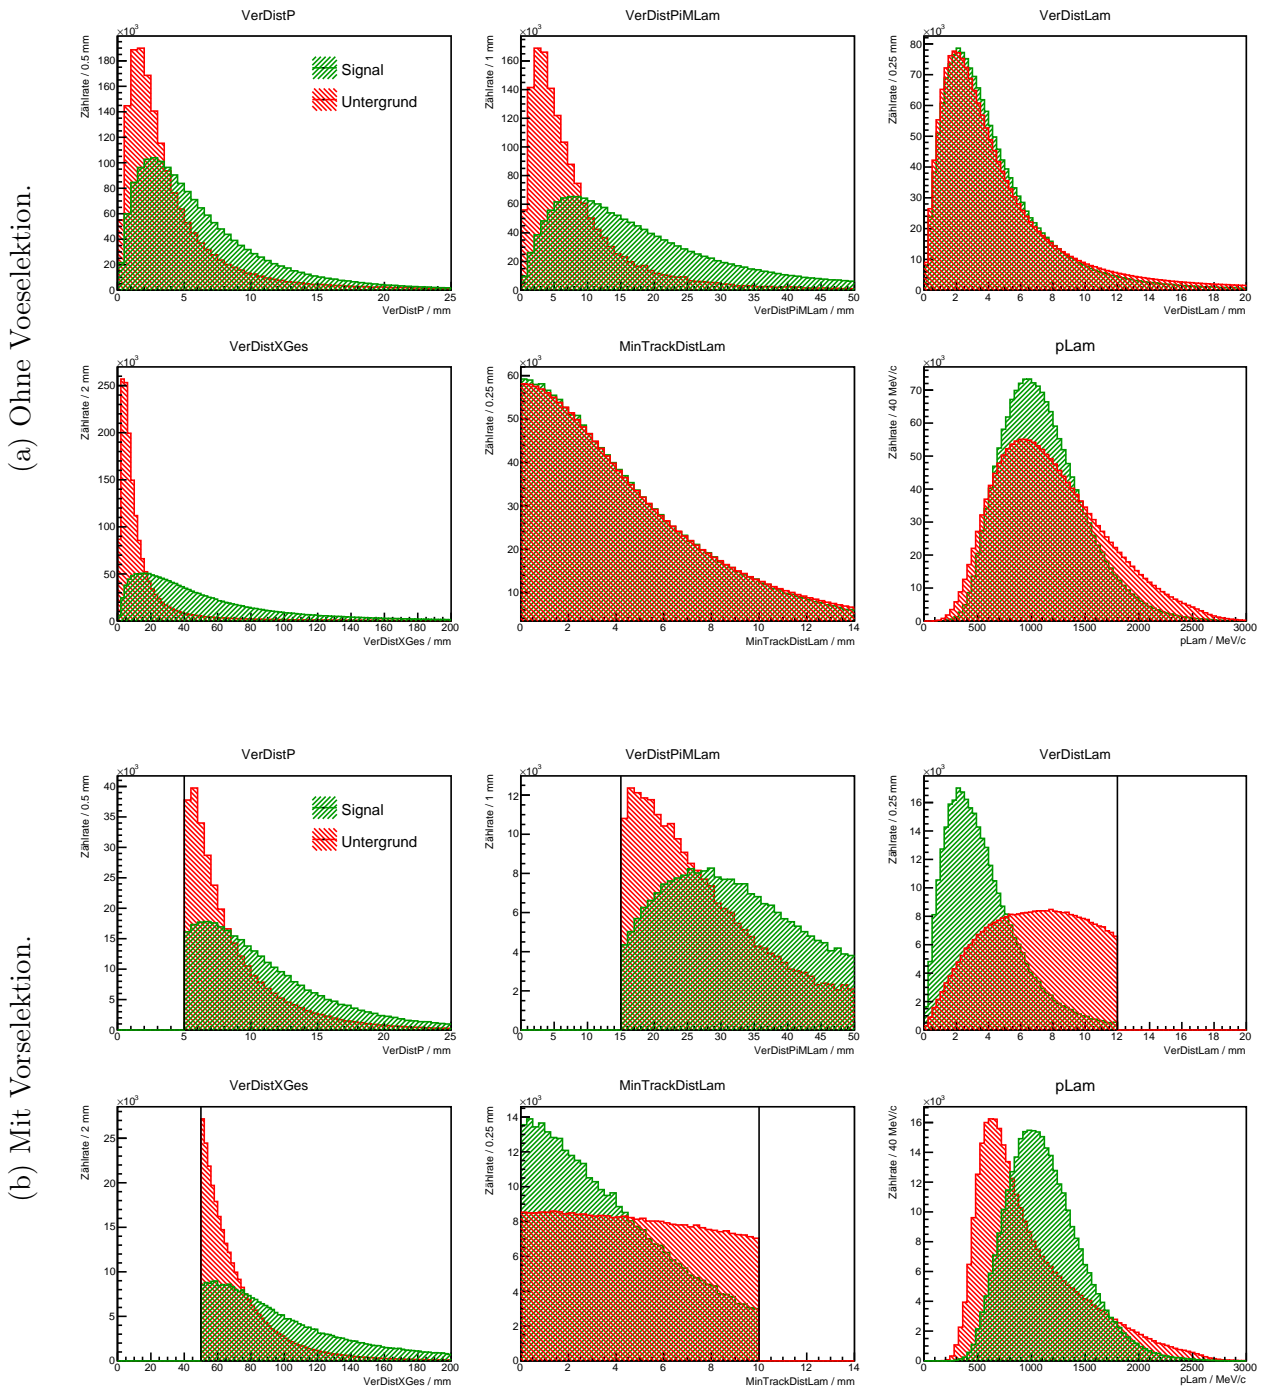 (a) Ohne Voeselektion.
VerDistP
×10³
Zählrate / 0.5 mm
180
160
140
120
100
80
60
40
20
0
0 5 10 15 20 25
VerDistP / mm
Signal
Untergrund
VerDistPiMLam
×10³
Zählrate / 1 mm
160
140
120
100
80
60
40
20
0
0 5 10 15 20 25 30 35 40 45 50
VerDistPiMLam / mm
VerDistLam
×10³
Zählrate / 0.25 mm
80
70
60
50
40
30
20
10
0
0 2 4 6 8 10 12 14 16 18 20
VerDistLam / mm
VerDistXGes
×10³
Zählrate / 2 mm
250
200
150
100
50
0
0 20 40 60 80 100 120 140 160 180 200
VerDistXGes / mm
MinTrackDistLam
×10³
Zählrate / 0.25 mm
60
50
40
30
20
10
0 2 4 6 8 10 12 14
MinTrackDistLam / mm
pLam
×10³
Zählrate / 40 MeV/c
70
60
50
40
30
20
10
0
0 500 1000 1500 2000 2500 3000
pLam / MeV/c
(b) Mit Vorselektion.
VerDistP
×10³
Zählrate / 0.5 mm
40
35
30
25
20
15
10
5
0
0 5 10 15 20 25
VerDistP / mm
Signal
Untergrund
VerDistPiMLam
×10³
Zählrate / 1 mm
12
10
8
6
4
2
0
0 5 10 15 20 25 30 35 40 45 50
VerDistPiMLam / mm
VerDistLam
×10³
Zählrate / 0.25 mm
16
14
12
10
8
6
4
2
0
0 2 4 6 8 10 12 14 16 18 20
VerDistLam / mm
VerDistXGes
×10³
Zählrate / 2 mm
25
20
15
10
5
0
0 20 40 60 80 100 120 140 160 180 200
VerDistXGes / mm
MinTrackDistLam
×10³
Zählrate / 0.25 mm
14
12
10
8
6
4
2
0
0 2 4 6 8 10 12 14
MinTrackDistLam / mm
pLam
×10³
Zählrate / 40 MeV/c
16
14
12
10
8
6
4
2
0
0 500 1000 1500 2000 2500 3000
pLam / MeV/c